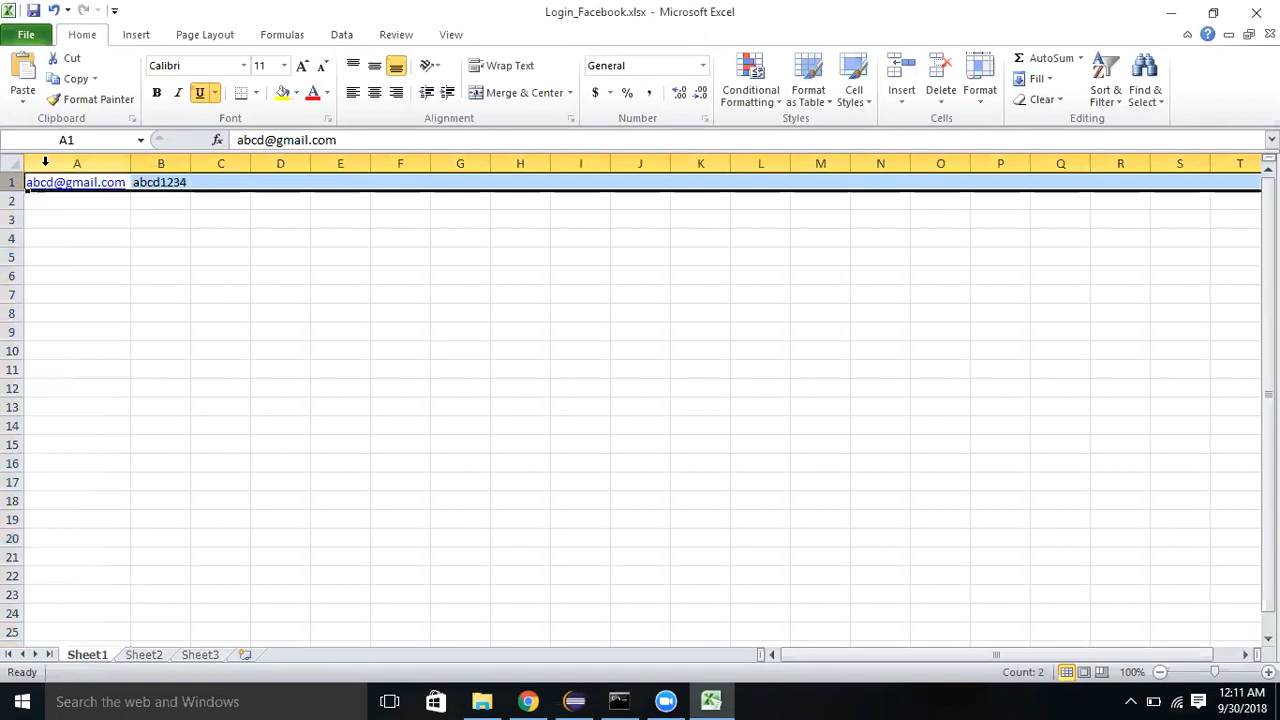 Login_Facebook.xlsx - Microsoft Excel
File Home Insert Page Layout Formulas Data Review View
Cut
Copy
Format Painter
Paste
Clipboard
Calibri 11
B I U
Font
Wrap Text
Merge & Center
Alignment
General
$ % ,
Number
Conditional Formatting
Format as Table
Cell Styles
Styles
Insert Delete Format
Cells
AutoSum
Fill
Clear
Sort & Filter
Find & Select
Editing
A1 fx abcd@gmail.com
A B C D E F G H I J K L M N O P Q R S T
1 abcd@gmail.com abcd1234
2
3
4
5
6
7
8
9
10
11
12
13
14
15
16
17
18
19
20
21
22
23
24
25
Sheet1 Sheet2 Sheet3
Ready Count: 2 100%
Search the web and Windows
12:11 AM
9/30/2018